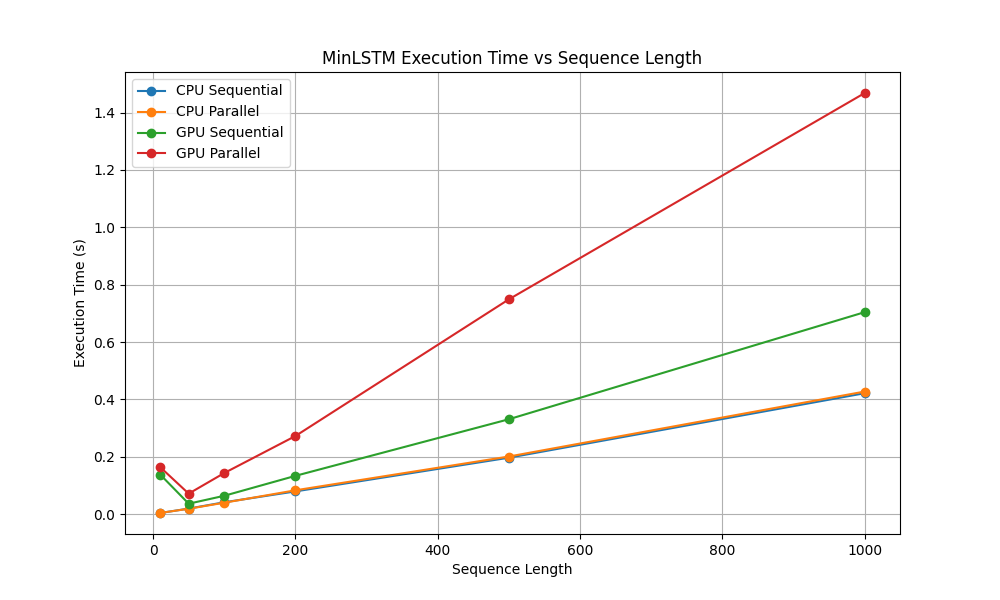 MinLSTM Execution Time vs Sequence Length
CPU Sequential
CPU Parallel
GPU Sequential
GPU Parallel
Execution Time (s)
1.4
1.2
1.0
0.8
0.6
0.4
0.2
0.0
0 200 400 600 800 1000
Sequence Length